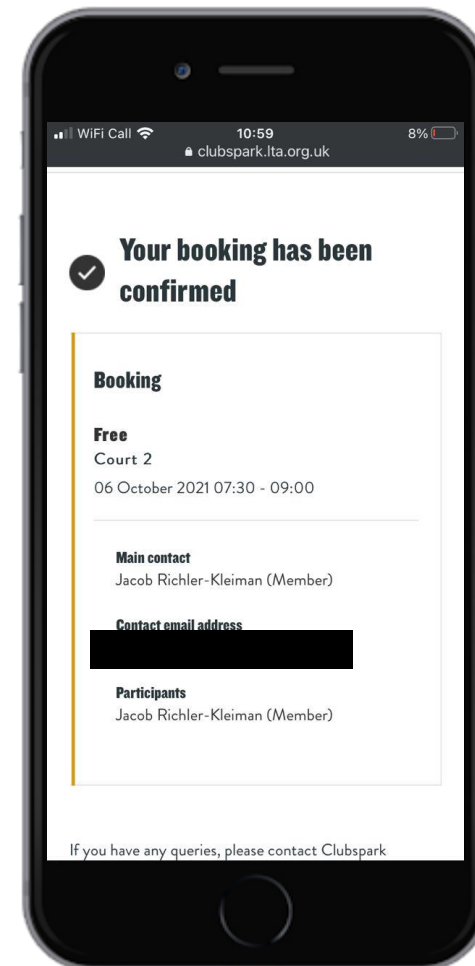 WiFi Call 10:59 8%
clubspark.lta.org.uk
Your booking has been
confirmed
Booking
Free
Court 2
06 October 2021 07:30 - 09:00
Main contact
Jacob Richler-Kleiman (Member)
Contact email address
Participants
Jacob Richler-Kleiman (Member)
If you have any queries, please contact Clubspark